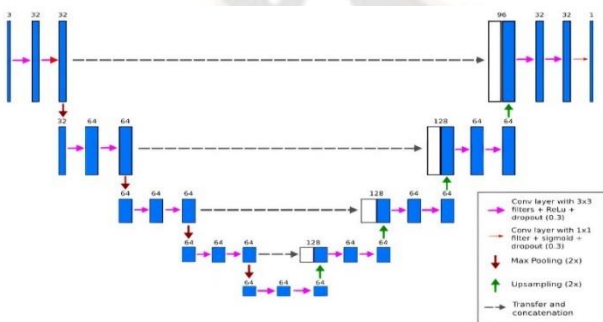 3 32 32 96 32 32 1
32 64 64 128 64 64
64 64 64 128 64 64
64 64 64 128 64 64
64 64 64
Conv layer with 3x3
filters + ReLu +
dropout (0.3)
Conv layer with 1x1
filter + sigmoid +
dropout (0.3)
Max Pooling (2x)
Upsampling (2x)
Transfer and
concatenation